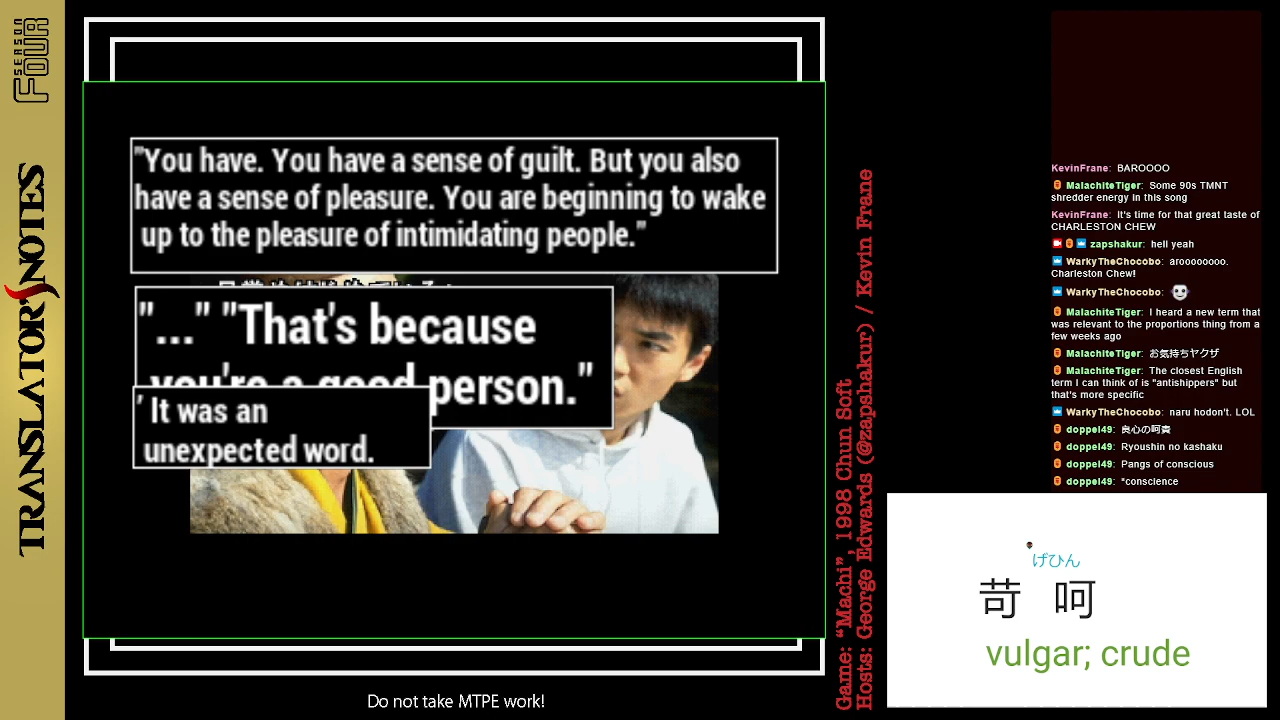 SEASON
FOUR
TRANSLATOR'S NOTES
"You have. You have a sense of guilt. But you also
have a sense of pleasure. You are beginning to wake
up to the pleasure of intimidating people."
"..." "That's because
you're a good person."
It was an
unexpected word.
Game: “Machi”, 1998 Chun Soft
Hosts: George Edwards (@zapshakur) / Kevin Frane
KevinFrane: BAROOOO
MalachiteTiger: Some 90s TMNT
shredder energy in this song
KevinFrane: It's time for that great taste of
CHARLESTON CHEW
zapshakur: hell yeah
WarkyTheChocobo: arooooooo.
Charleston Chew!
WarkyTheChocobo:
MalachiteTiger: I heard a new term that
was relevant to the proportions thing from a
few weeks ago
MalachiteTiger: お気持ちヤクザ
MalachiteTiger: The closest English
term I can think of is "antishippers" but
that's more specific
WarkyTheChocobo: naru hodon't. LOL
doppel49: 良心の呵責
doppel49: Ryoushin no kashaku
doppel49: Pangs of conscious
doppel49: *conscience
げひん
苛 呵
vulgar; crude
Do not take MTPE work!